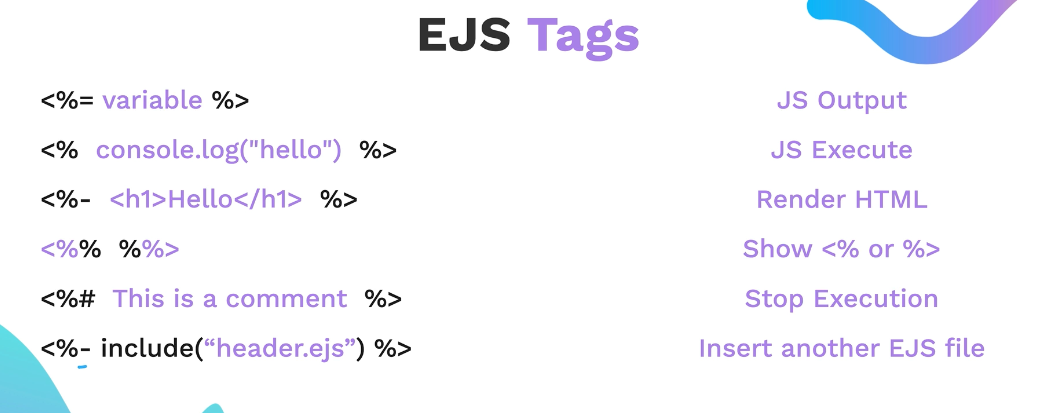 EJS Tags
<%= variable %> JS Output
<% console.log("hello") %> JS Execute
<%- <h1>Hello</h1> %> Render HTML
<%% %%> Show <% or %>
<%# This is a comment %> Stop Execution
<%- include(“header.ejs”) %> Insert another EJS file